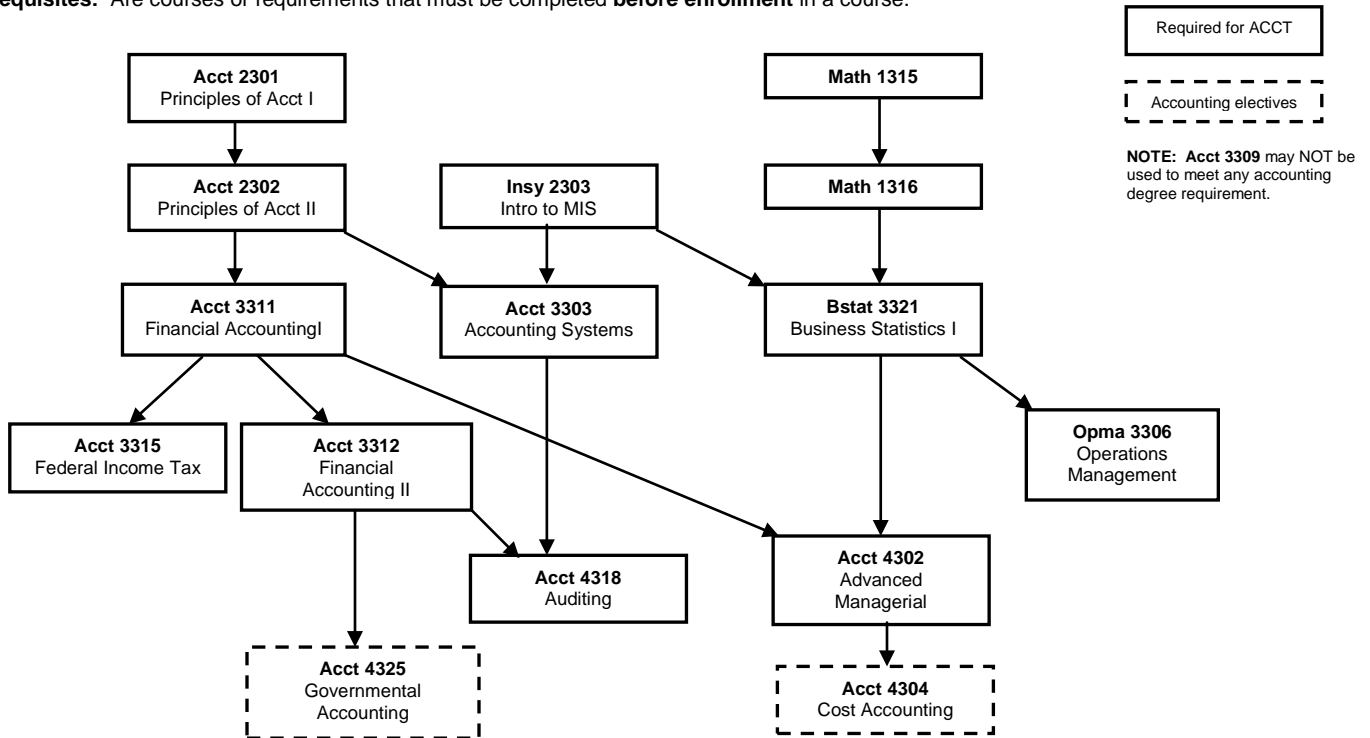 equisites: Are courses or requirements that must be completed before enrollment in a course.
Required for ACCT
Acct 2301
Principles of Acct I
Math 1315
Accounting electives
NOTE: Acct 3309 may NOT be
used to meet any accounting
degree requirement.
Acct 2302
Principles of Acct II
Insy 2303
Intro to MIS
Math 1316
Acct 3311
Financial AccountingI
Acct 3303
Accounting Systems
Bstat 3321
Business Statistics I
Acct 3315
Federal Income Tax
Acct 3312
Financial
Accounting II
Opma 3306
Operations
Management
Acct 4318
Auditing
Acct 4302
Advanced
Managerial
Acct 4325
Governmental
Accounting
Acct 4304
Cost Accounting